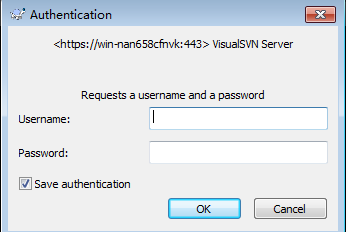 Authentication
<https://win-nan658cfnvk:443> VisualSVN Server
Requests a username and a password
Username:
Password:
Save authentication
OK
Cancel